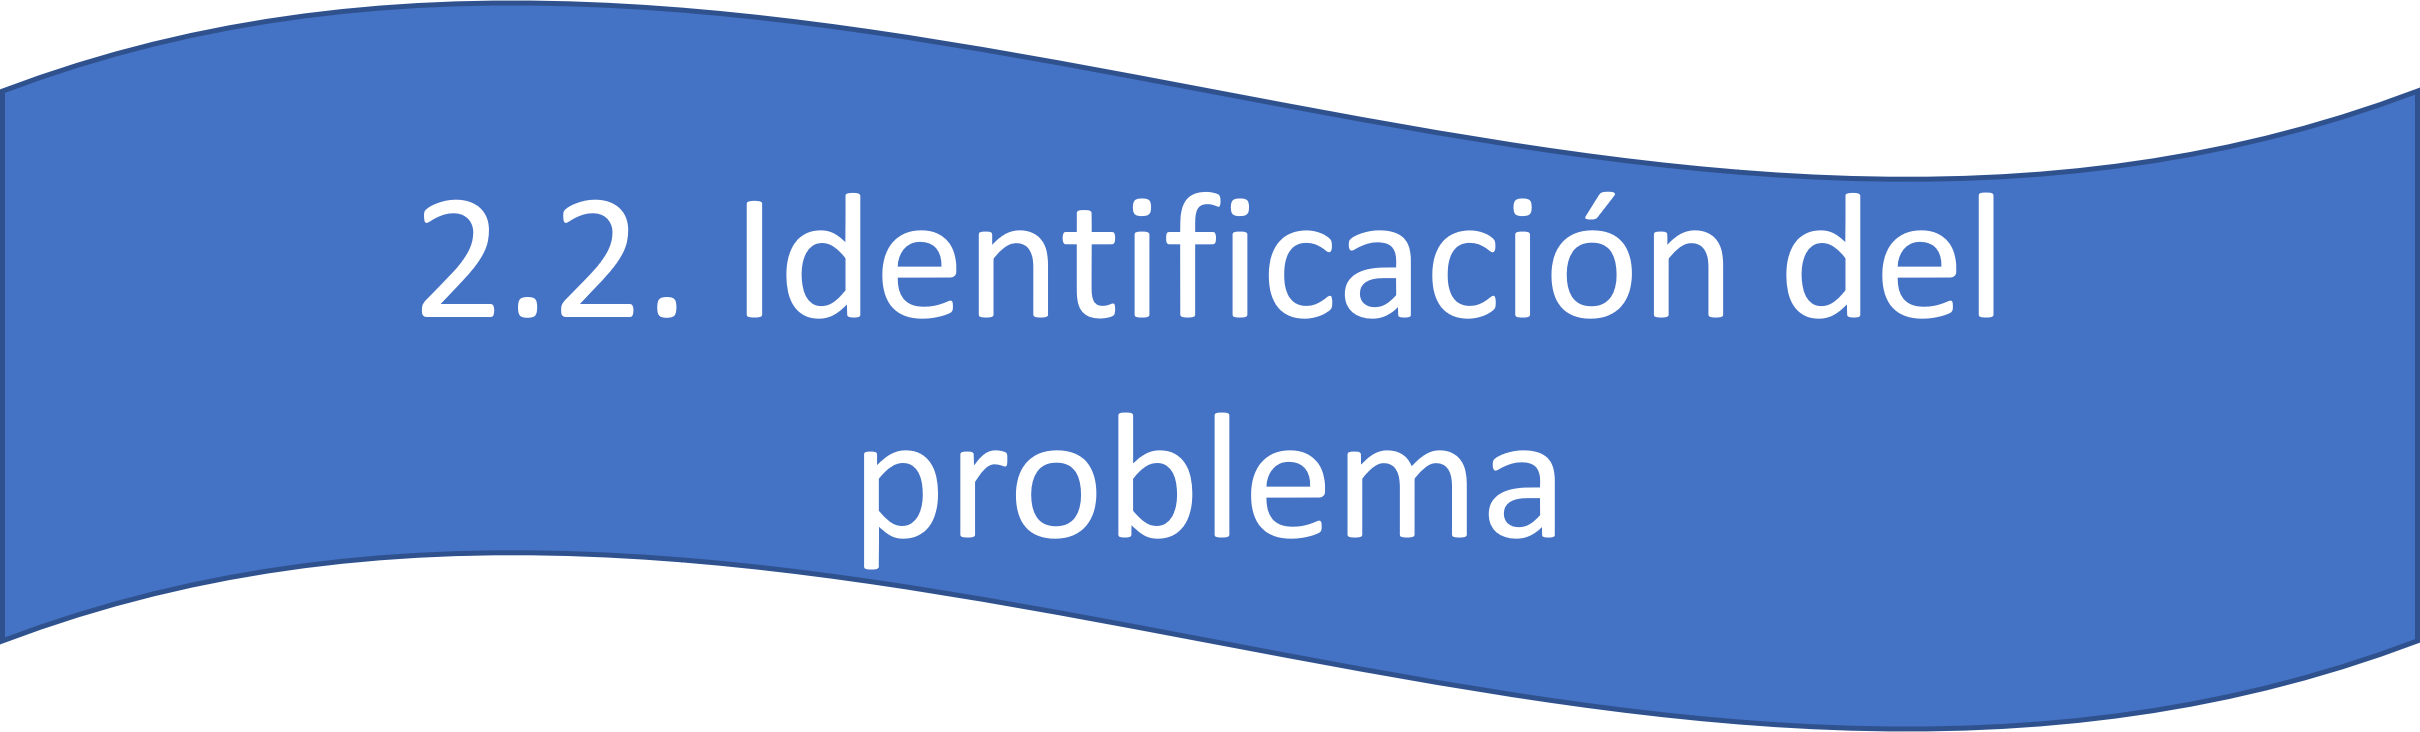 2.2. Identificación del
problema